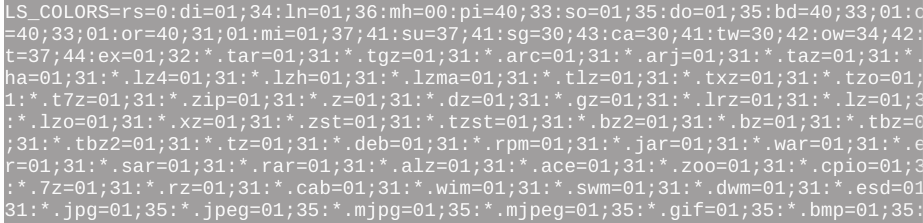 LS_COLORS=rs=0:di=01;34:ln=01;36:mh=00:pi=40;33:so=01;35:do=01;35:bd=40;33;01:
=40;33;01:or=40;31;01:mi=01;37;41:su=37;41:sg=30;43:ca=30;41:tw=30;42:ow=34;42:
t=37;44:ex=01;32:*.tar=01;31:*.tgz=01;31:*.arc=01;31:*.arj=01;31:*.taz=01;31:*.
ha=01;31:*.lz4=01;31:*.lzh=01;31:*.lzma=01;31:*.tlz=01;31:*.txz=01;31:*.tzo=01;
1:*.t7z=01;31:*.zip=01;31:*.z=01;31:*.dz=01;31:*.gz=01;31:*.lrz=01;31:*.lz=01;
:*.lzo=01;31:*.xz=01;31:*.zst=01;31:*.tzst=01;31:*.bz2=01;31:*.bz=01;31:*.tbz=
;31:*.tbz2=01;31:*.tz=01;31:*.deb=01;31:*.rpm=01;31:*.jar=01;31:*.war=01;31:*.
r=01;31:*.sar=01;31:*.rar=01;31:*.alz=01;31:*.ace=01;31:*.zoo=01;31:*.cpio=01;
:*.7z=01;31:*.rz=01;31:*.cab=01;31:*.wim=01;31:*.swm=01;31:*.dwm=01;31:*.esd=0
31:*.jpg=01;35:*.jpeg=01;35:*.mjpg=01;35:*.mjpeg=01;35:*.gif=01;35:*.bmp=01;35